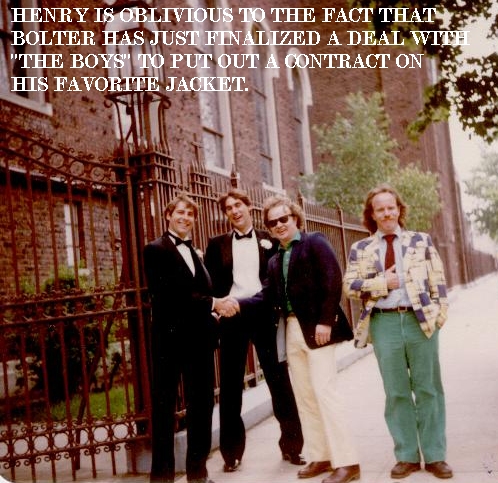 HENRY IS OBLIVIOUS TO THE FACT THAT
BOLTER HAS JUST FINALIZED A DEAL WITH
"THE BOYS" TO PUT OUT A CONTRACT ON
HIS FAVORITE JACKET.